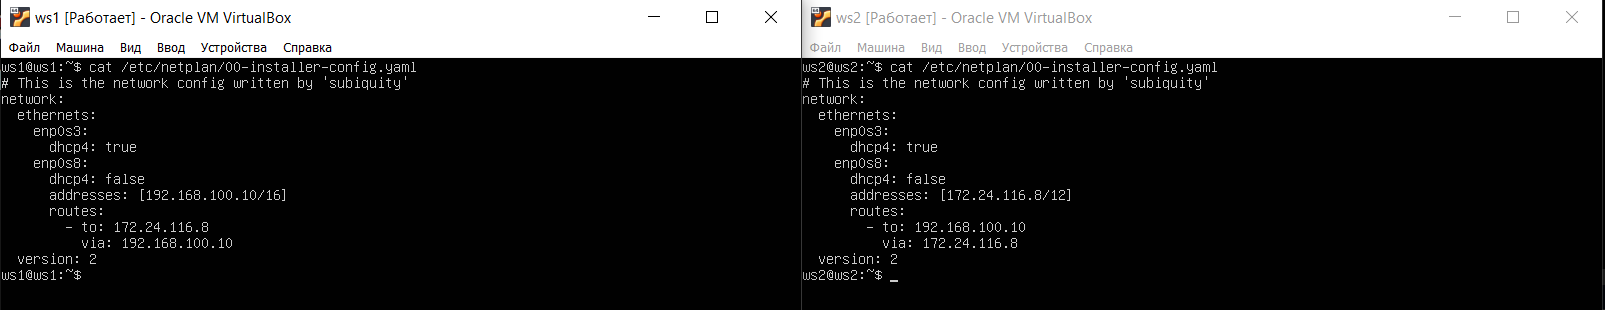 ws1 [Работает] - Oracle VM VirtualBox
Файл Машина Вид Ввод Устройства Справка
ws1@ws1:~$ cat /etc/netplan/00-installer-config.yaml
# This is the network config written by 'subiquity'
network:
  ethernets:
    enp0s3:
      dhcp4: true
    enp0s8:
      dhcp4: false
      addresses: [192.168.100.10/16]
      routes:
        - to: 172.24.116.8
          via: 192.168.100.10
  version: 2
ws1@ws1:~$
ws2 [Работает] - Oracle VM VirtualBox
Файл Машина Вид Ввод Устройства Справка
ws2@ws2:~$ cat /etc/netplan/00-installer-config.yaml
# This is the network config written by 'subiquity'
network:
  ethernets:
    enp0s3:
      dhcp4: true
    enp0s8:
      dhcp4: false
      addresses: [172.24.116.8/12]
      routes:
        - to: 192.168.100.10
          via: 172.24.116.8
  version: 2
ws2@ws2:~$ _